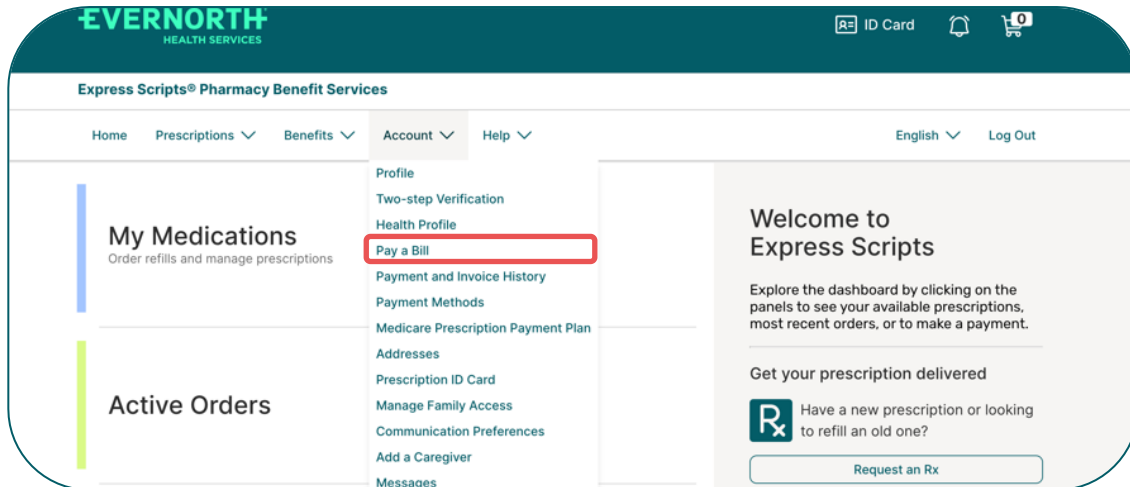 EVERNORTH
HEALTH SERVICES
ID Card
0
Express Scripts® Pharmacy Benefit Services
Home Prescriptions Benefits Account Help English Log Out
Profile
Two-step Verification
Health Profile
Pay a Bill
Payment and Invoice History
Payment Methods
Medicare Prescription Payment Plan
Addresses
Prescription ID Card
Manage Family Access
Communication Preferences
Add a Caregiver
Messages
My Medications
Order refills and manage prescriptions
Active Orders
Welcome to
Express Scripts
Explore the dashboard by clicking on the
panels to see your available prescriptions,
most recent orders, or to make a payment.
Get your prescription delivered
Rx
Have a new prescription or looking
to refill an old one?
Request an Rx